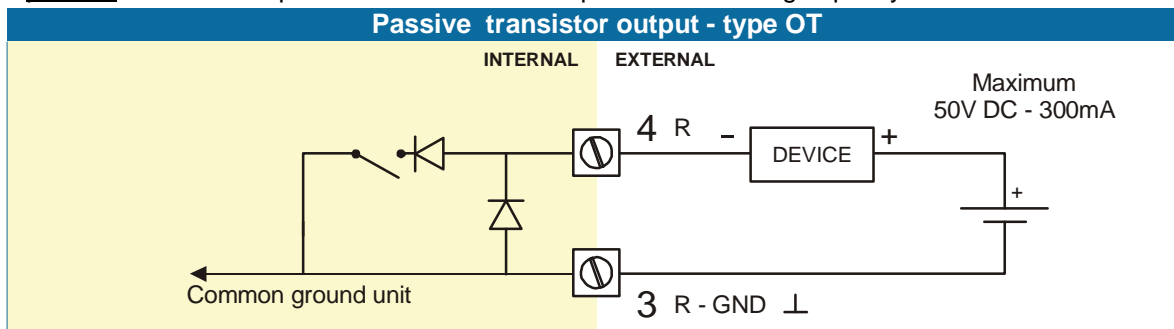 Passive transistor output - type OT
INTERNAL EXTERNAL
Maximum
50V DC - 300mA
4 R - DEVICE +
+
Common ground unit
3 R - GND ⊥